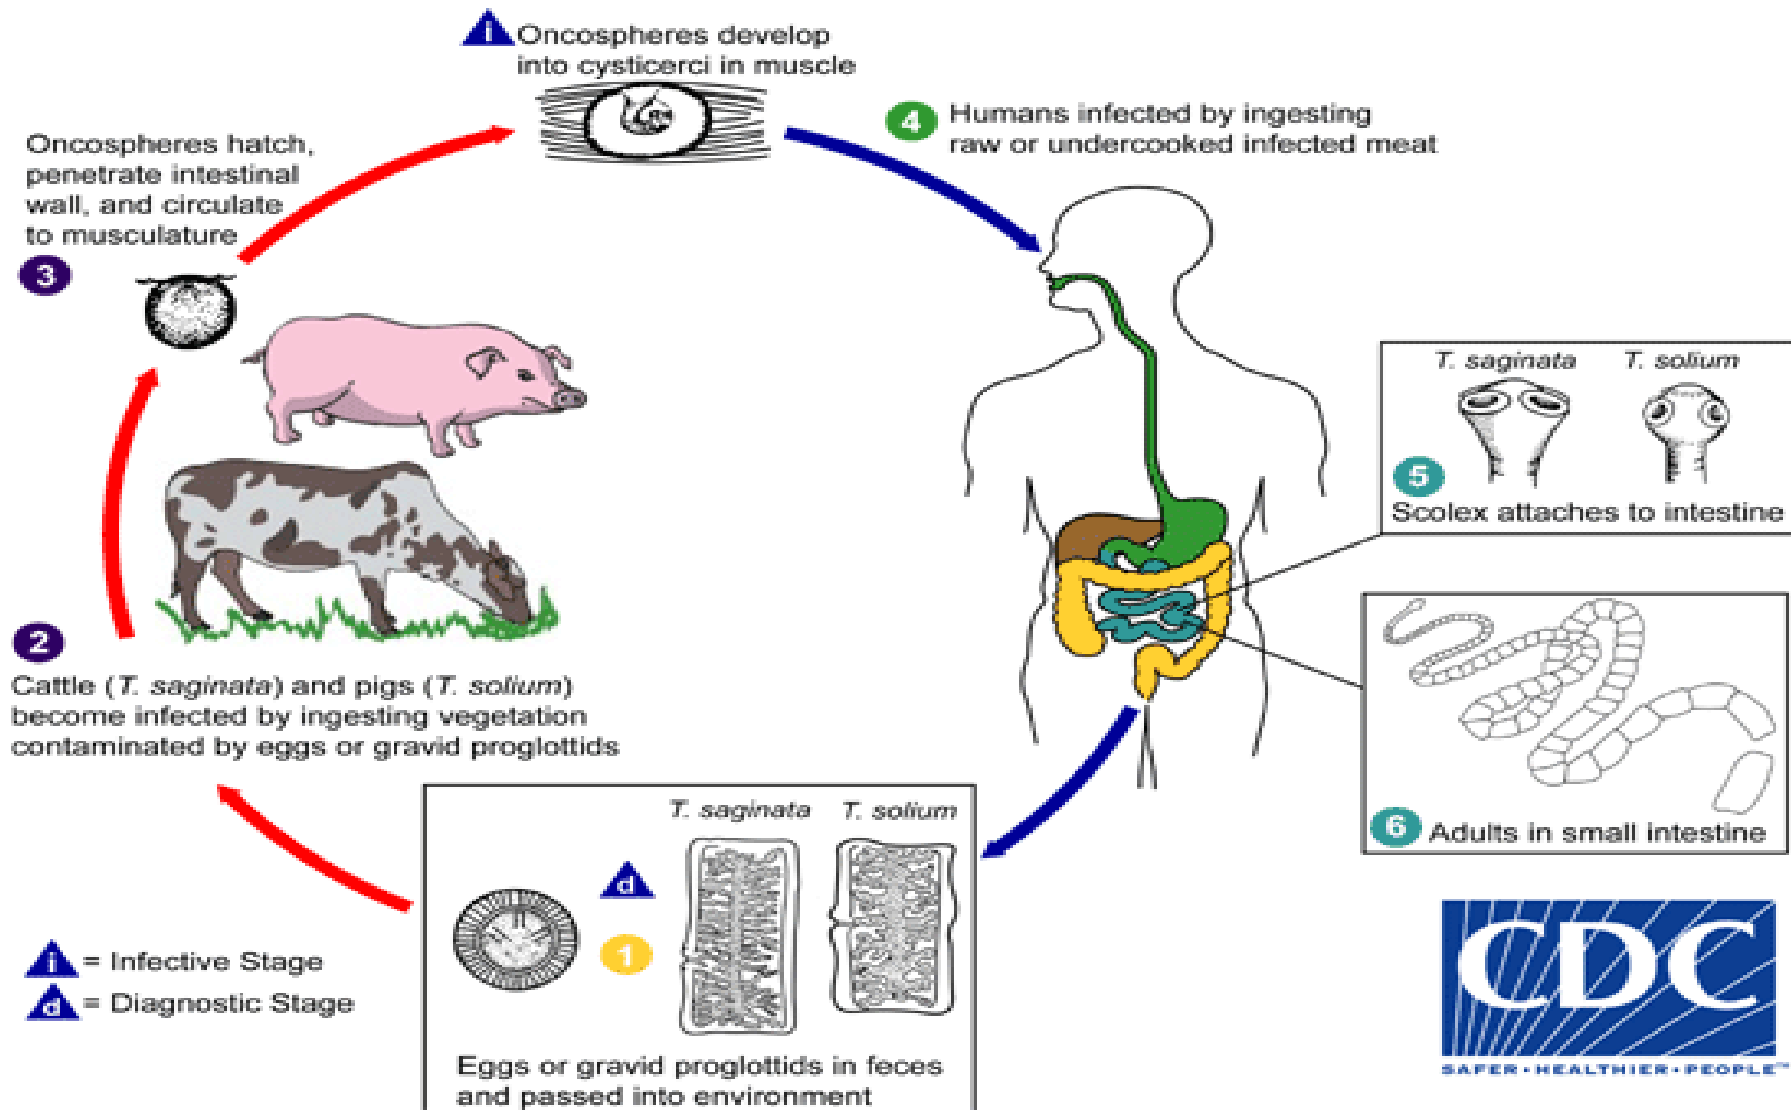 i Oncospheres develop
into cysticerci in muscle
4 Humans infected by ingesting
raw or undercooked infected meat
Oncospheres hatch,
penetrate intestinal
wall, and circulate
to musculature
3
T. saginata T. solium
5
Scolex attaches to intestine
2
Cattle (T. saginata) and pigs (T. solium)
become infected by ingesting vegetation
contaminated by eggs or gravid proglottids
6 Adults in small intestine
T. saginata T. solium
d
1
Eggs or gravid proglottids in feces
and passed into environment
i = Infective Stage
d = Diagnostic Stage
CDC
SAFER • HEALTHIER • PEOPLE™